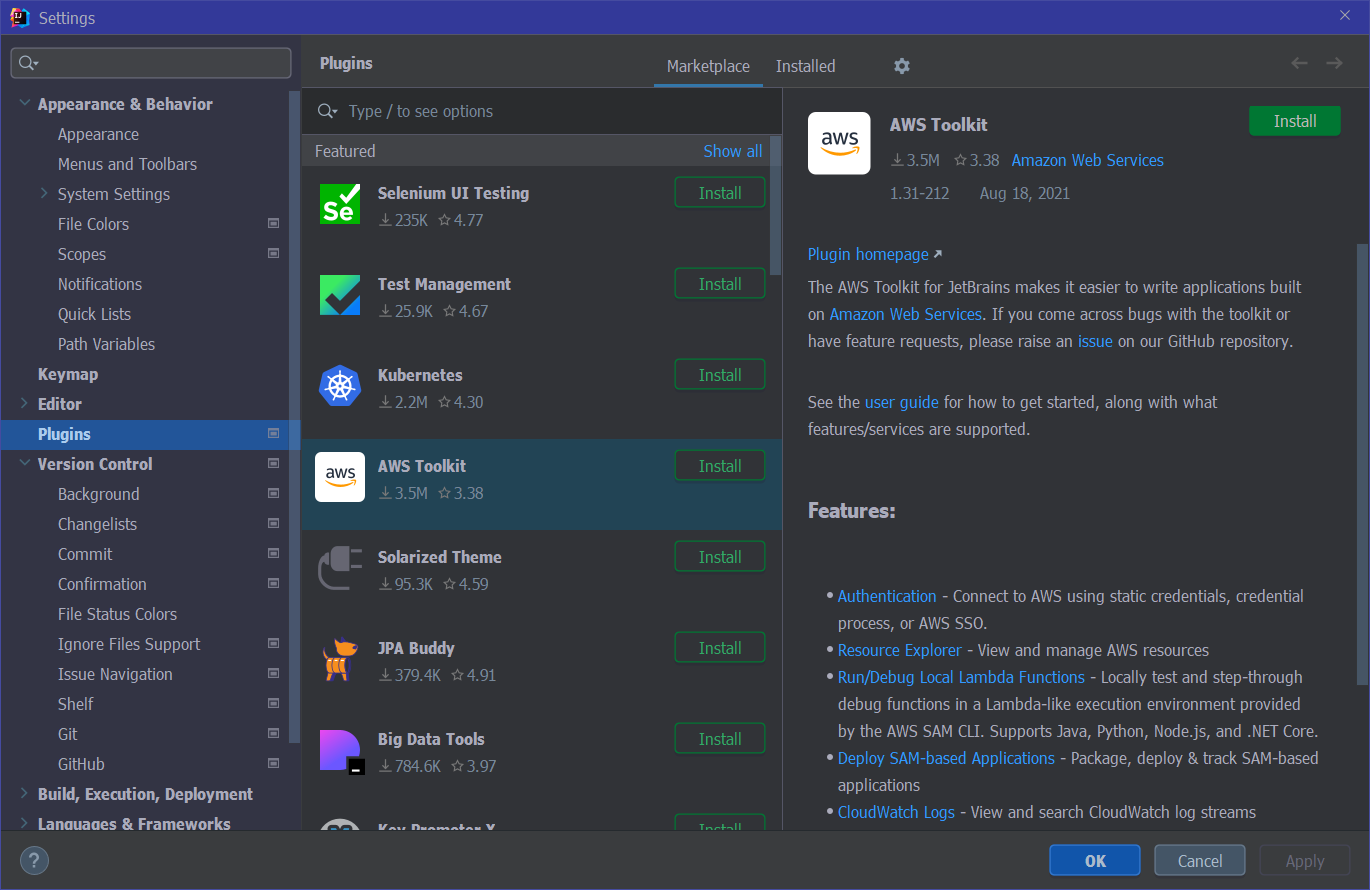 Settings
Appearance & Behavior
Appearance
Menus and Toolbars
System Settings
File Colors
Scopes
Notifications
Quick Lists
Path Variables
Keymap
Editor
Plugins
Version Control
Background
Changelists
Commit
Confirmation
File Status Colors
Ignore Files Support
Issue Navigation
Shelf
Git
GitHub
Build, Execution, Deployment
Languages & Frameworks
Plugins
Marketplace
Installed
Type / to see options
Featured
Show all
Selenium UI Testing
235K 4.77
Install
Test Management
25.9K 4.67
Install
Kubernetes
2.2M 4.30
Install
aws
AWS Toolkit
3.5M 3.38
Install
Solarized Theme
95.3K 4.59
Install
JPA Buddy
379.4K 4.91
Install
Big Data Tools
784.6K 3.97
Install
Key Promoter X
Install
aws
AWS Toolkit
Install
3.5M 3.38 Amazon Web Services
1.31-212 Aug 18, 2021
Plugin homepage
The AWS Toolkit for JetBrains makes it easier to write applications built
on Amazon Web Services. If you come across bugs with the toolkit or
have feature requests, please raise an issue on our GitHub repository.
See the user guide for how to get started, along with what
features/services are supported.
Features:
• Authentication - Connect to AWS using static credentials, credential
process, or AWS SSO.
• Resource Explorer - View and manage AWS resources
• Run/Debug Local Lambda Functions - Locally test and step-through
debug functions in a Lambda-like execution environment provided
by the AWS SAM CLI. Supports Java, Python, Node.js, and .NET Core.
• Deploy SAM-based Applications - Package, deploy & track SAM-based
applications
• CloudWatch Logs - View and search CloudWatch log streams
?
OK
Cancel
Apply